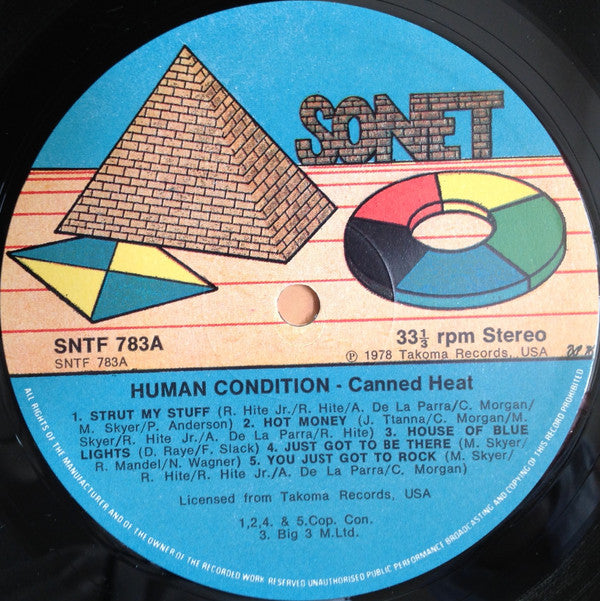 SONET
SNTF 783A
SNTF 783A
33⅓ rpm Stereo
℗ 1978 Takoma Records, USA
HUMAN CONDITION - Canned Heat
1. STRUT MY STUFF (R. Hite Jr./R. Hite/A. De La Parra/C. Morgan/
M. Skyer/P. Anderson) 2. HOT MONEY (J. Ttanna/C. Morgan/M.
Skyer/R. Hite Jr./A. De La Parra/R. Hite) 3. HOUSE OF BLUE
LIGHTS (D. Raye/F. Slack) 4. JUST GOT TO BE THERE (M. Skyer/
R. Mandel/N. Wagner) 5. YOU JUST GOT TO ROCK (M. Skyer/
R. Hite/R. Hite Jr./A. De La Parra/C. Morgan)
Licensed from Takoma Records, USA
1,2,4. & 5.Cop. Con.
3. Big 3 M.Ltd.
ALL RIGHTS OF THE MANUFACTURER AND OF THE OWNER OF THE RECORDED WORK RESERVED UNAUTHORISED PUBLIC PERFORMANCE BROADCASTING AND COPYING OF THIS RECORD PROHIBITED